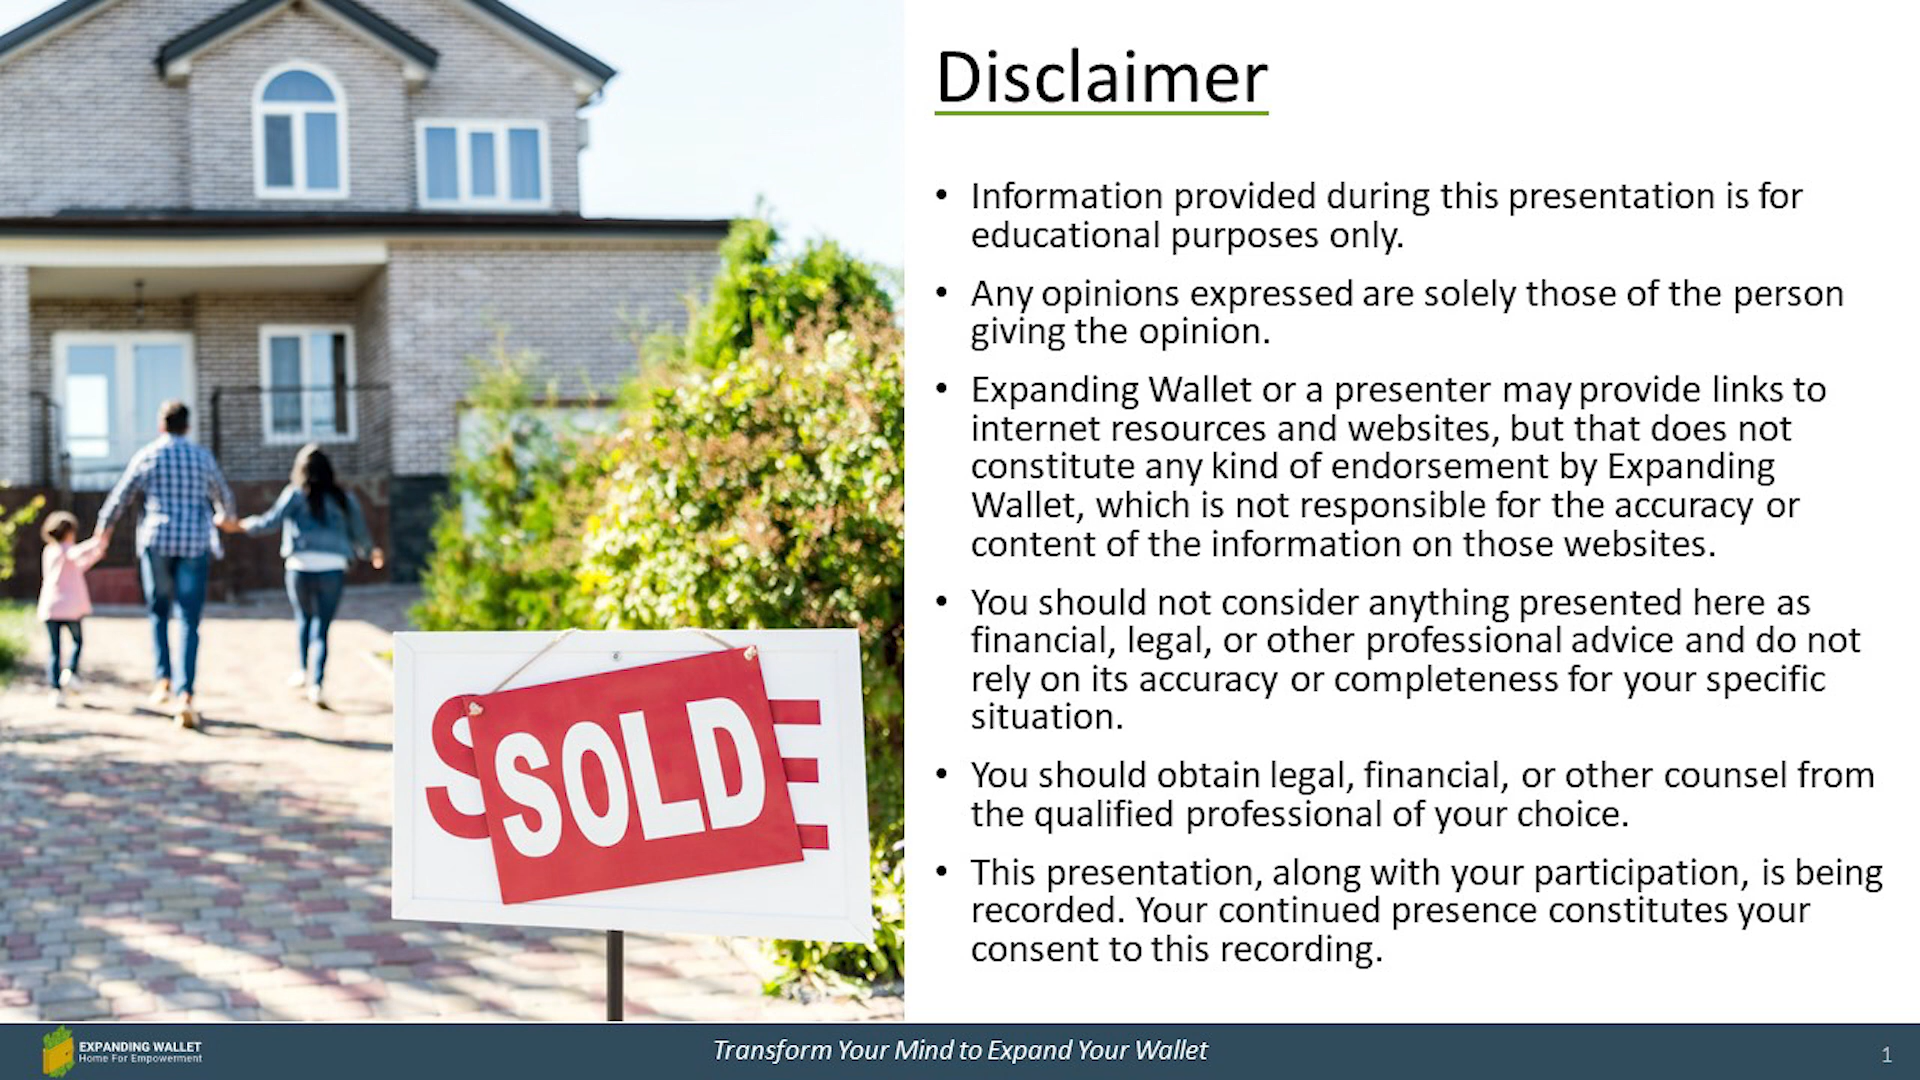 Disclaimer
• Information provided during this presentation is for
educational purposes only.
• Any opinions expressed are solely those of the person
giving the opinion.
• Expanding Wallet or a presenter may provide links to
internet resources and websites, but that does not
constitute any kind of endorsement by Expanding
Wallet, which is not responsible for the accuracy or
content of the information on those websites.
• You should not consider anything presented here as
financial, legal, or other professional advice and do not
rely on its accuracy or completeness for your specific
situation.
• You should obtain legal, financial, or other counsel from
the qualified professional of your choice.
• This presentation, along with your participation, is being
recorded. Your continued presence constitutes your
consent to this recording.
S E
SOLD
EXPANDING WALLET
Home For Empowerment
Transform Your Mind to Expand Your Wallet
1